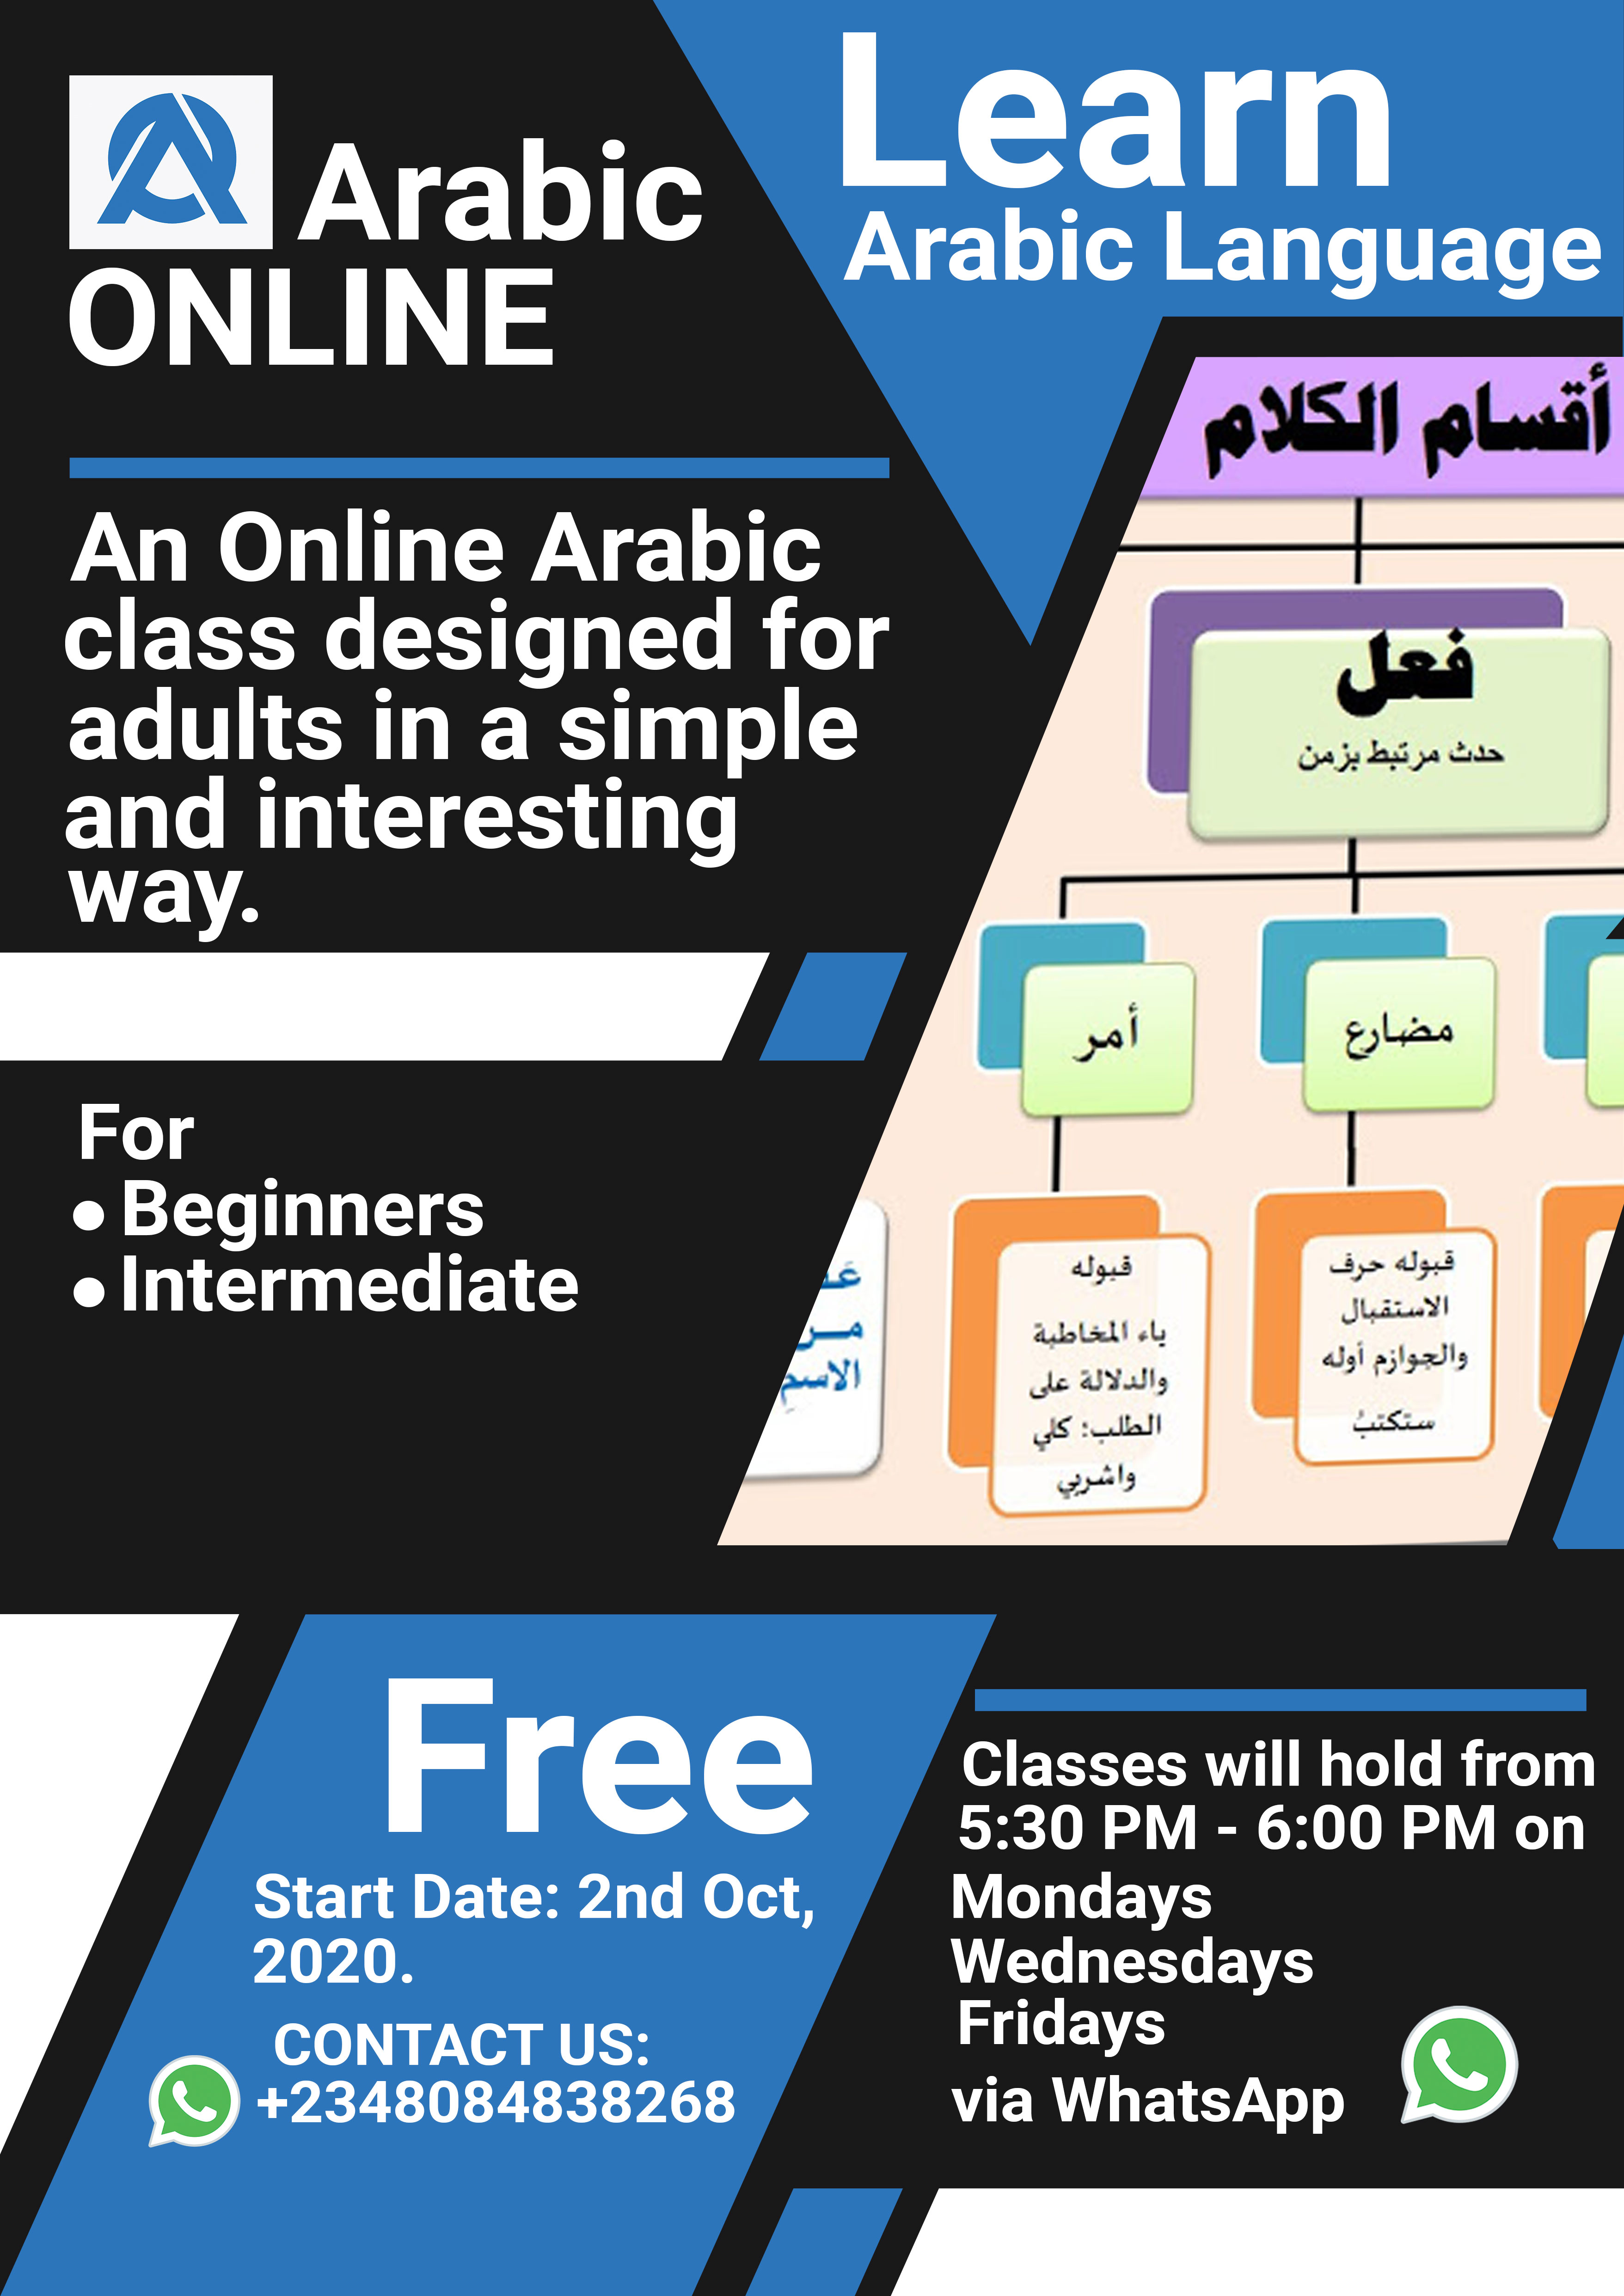 Arabic
ONLINE
Learn
Arabic Language
An Online Arabic
class designed for
adults in a simple
and interesting
way.
For
• Beginners
• Intermediate
أقسام الكلام
فعل
حدث مرتبط بزمن
مضارع
أمر
قبوله حرف
الاستقبال
والجوازم أوله
ستكتبُ
قبوله
ياء المخاطبة
والدلالة على
الطلب: كلي
واشربي
الاسمِ
Free
Start Date: 2nd Oct,
2020.
CONTACT US:
+2348084838268
Classes will hold from
5:30 PM - 6:00 PM on
Mondays
Wednesdays
Fridays
via WhatsApp